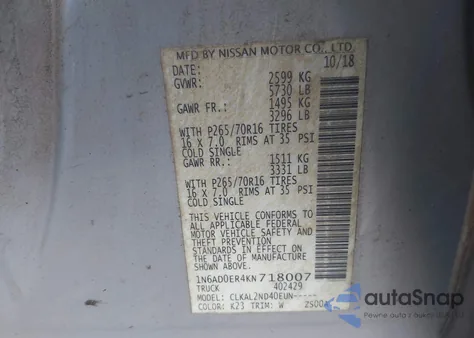 MFD BY NISSAN MOTOR CO., LTD.
DATE: 10/18
GVWR: 2599 KG
5730 LB
GAWR FR.: 1495 KG
3296 LB
WITH P265/70R16 TIRES
16 X 7.0 RIMS AT 35 PSI
COLD SINGLE
GAWR RR.: 1511 KG
3331 LB
WITH P265/70R16 TIRES
16 X 7.0 RIMS AT 35 PSI
COLD SINGLE
THIS VEHICLE CONFORMS TO
ALL APPLICABLE FEDERAL
MOTOR VEHICLE SAFETY AND
THEFT PREVENTION
STANDARDS IN EFFECT ON THE
DATE OF MANUFACTURE
1N6AD0ER4KN718007
TRUCK 402429
MODEL: CLKAL2ND40EUN-----
COLOR: K23 TRIM: W
autoSnap
Powered by